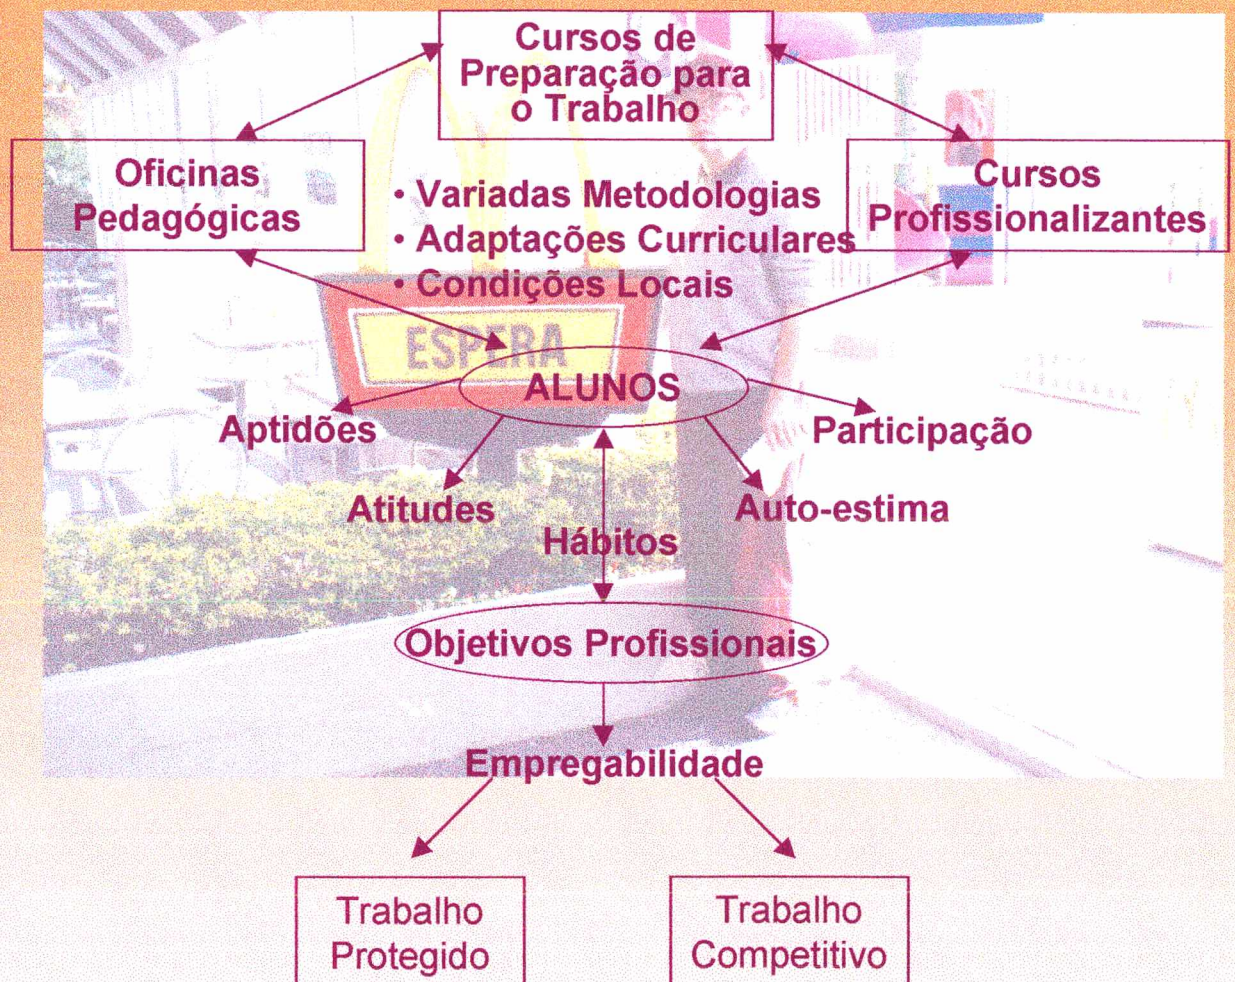 Cursos de
Preparação para
o Trabalho
Oficinas
Pedagógicas
• Variadas Metodologias
• Adaptações Curriculares
• Condições Locais
Cursos
Profissionalizantes
ESPERA
ALUNOS
Aptidões
Participação
Atitudes
Auto-estima
Hábitos
Objetivos Profissionais
Empregabilidade
Trabalho
Protegido
Trabalho
Competitivo